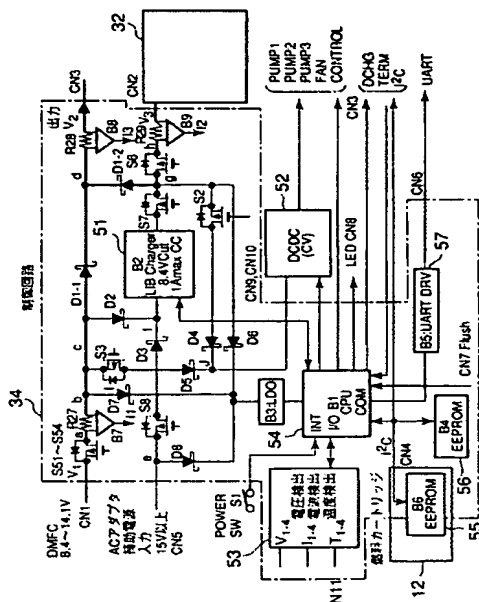 34
制御回路
S51～S54
V1
R27
B7
I1
a
b
c
d
e
D7
S3
D1-1
D2
D3
D5
D8
S8
i
51
B2
LIB Charger
8.4VCut
1Amax CC
D4
D6
S7
D1-2
S6
g
h
S2
R28
V2
出力
CN3
B8
I3
R29
V3
CN2
B9
I2
32
DMFC
8.4～14.1V
CN1
ACアダプタ
補助電源
入力
15V以上
CN5
CN9,CN10
52
DCDC
(CV)
PUMP1
PUMP2
PUMP3
FAN
CONTROL
LED CN8
CN3
DCHG
TERM
I²C
UART
CN6
57
B5:UART DRV
CN7 Flush
B3:LDO
54
INT
I/O B1
CPU
COM
POWER
SW
S1
53
V1-4 電圧検出
I1-4 電流検出
T1-4 温度検出
CN11
燃料カートリッジ
I²C
CN4
B6
EEPROM
55
12
B4
EEPROM
56